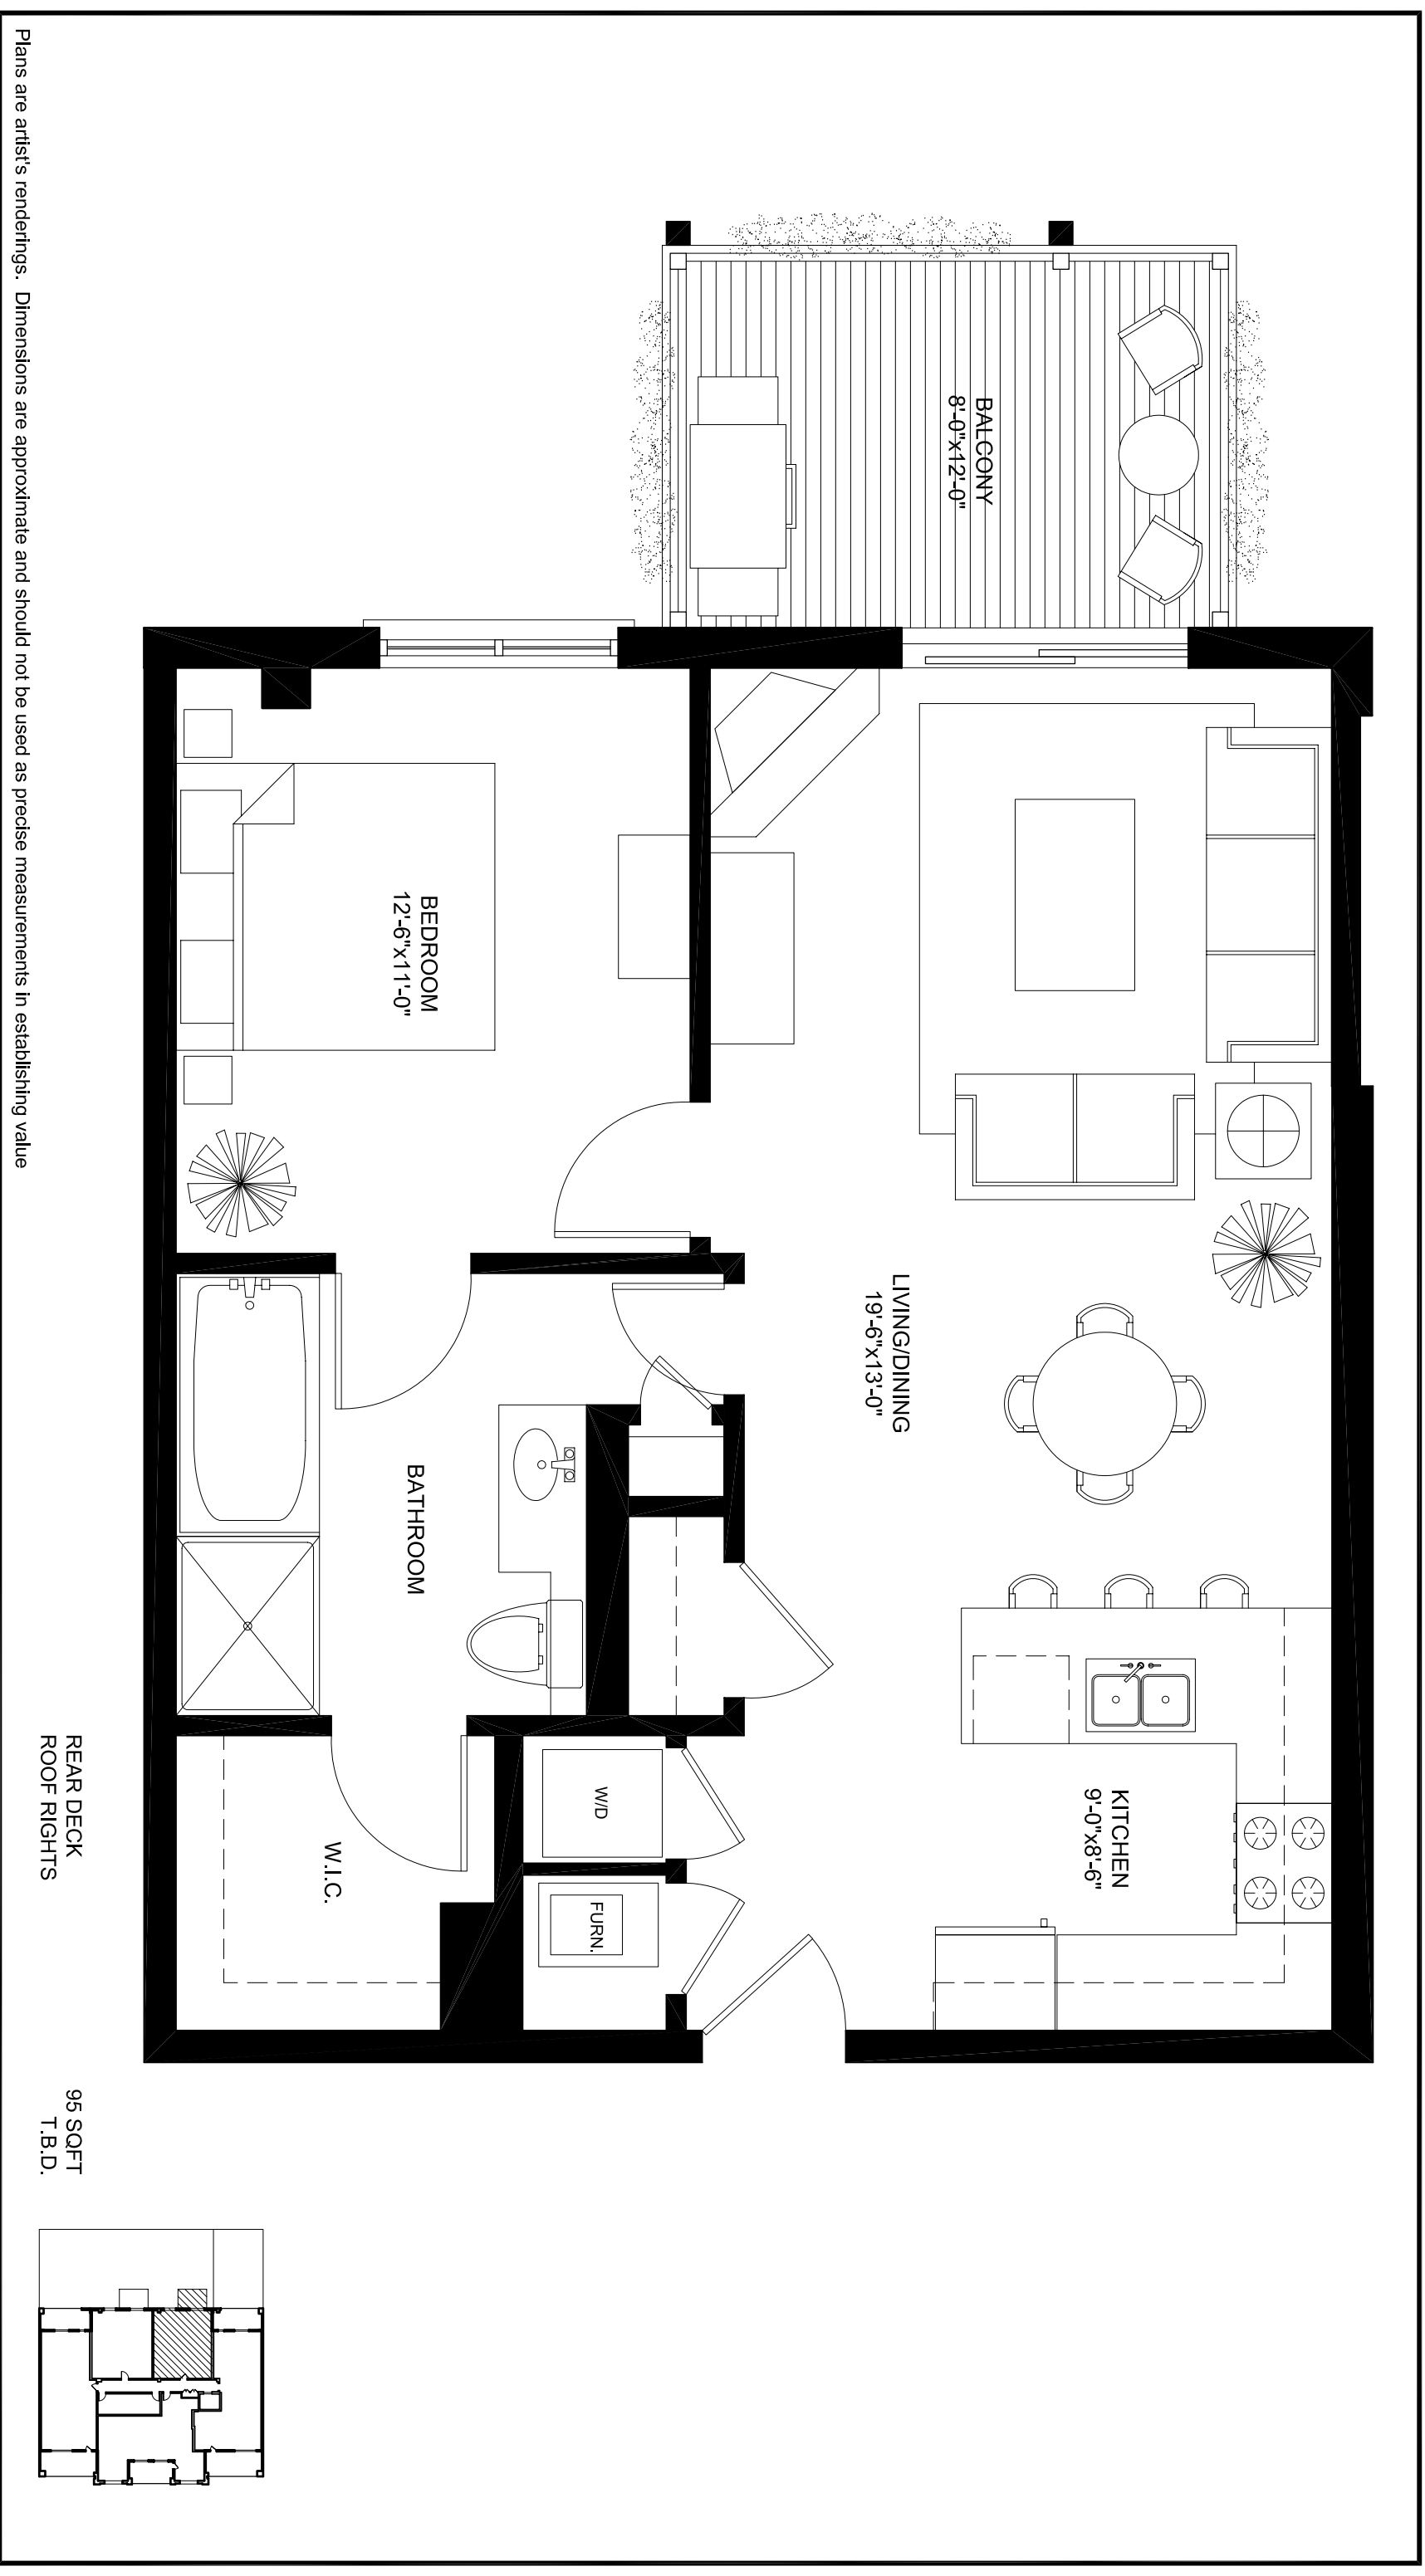 BALCONY
8'-0"x12'-0"
BEDROOM
12'-6"x11'-0"
LIVING/DINING
19'-6"x13'-0"
BATHROOM
KITCHEN
9'-0"x8'-6"
W/D
FURN.
W.I.C.
REAR DECK
ROOF RIGHTS
95 SQFT
T.B.D.
Plans are artist's renderings. Dimensions are approximate and should not be used as precise measurements in establishing value